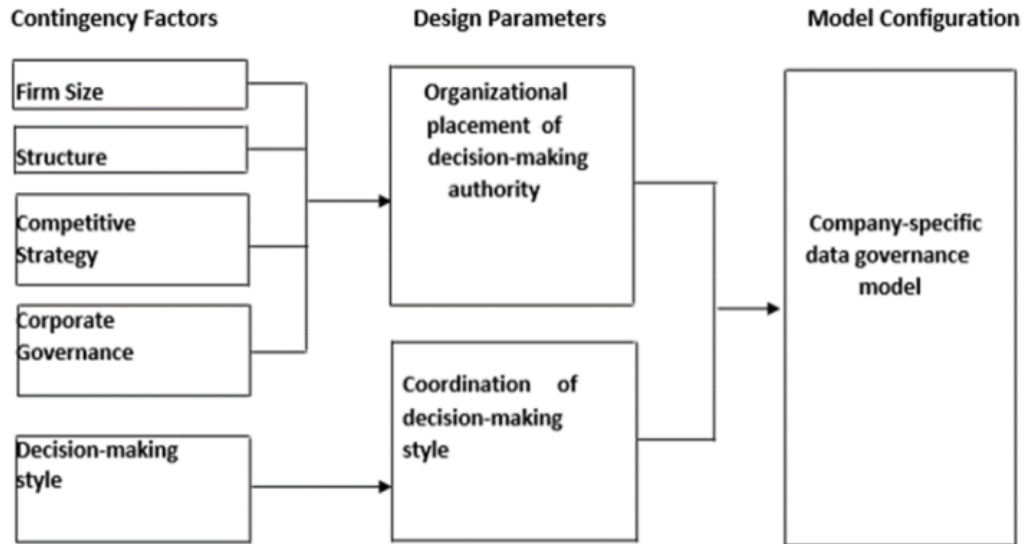 Contingency Factors
Design Parameters
Model Configuration
Firm Size
Structure
Competitive
Strategy
Corporate
Governance
Decision-making
style
Organizational
placement of
decision-making
authority
Coordination of
decision-making
style
Company-specific
data governance
model